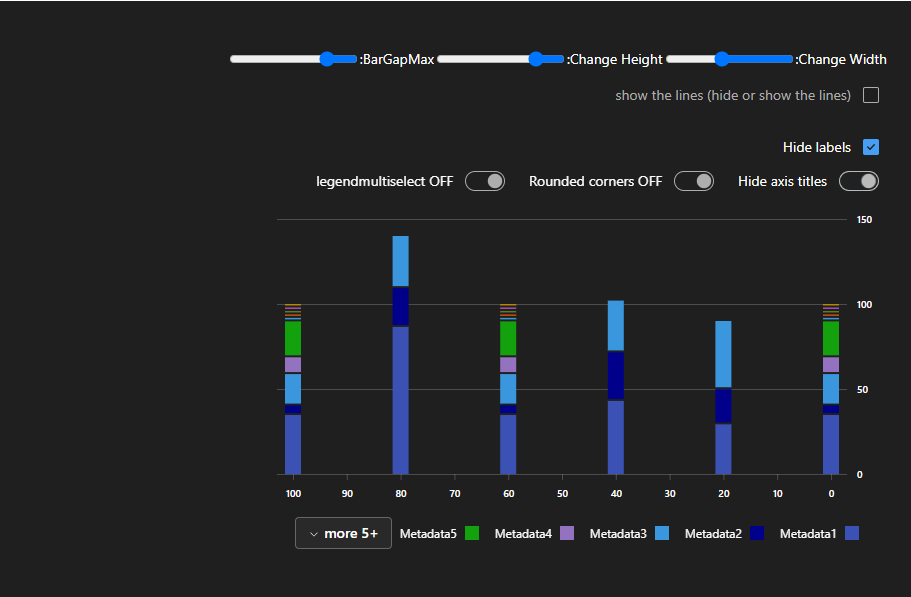 :BarGapMax :Change Height :Change Width
show the lines (hide or show the lines)
Hide labels
legendmultiselect OFF Rounded corners OFF Hide axis titles
150
100
50
0
100 90 80 70 60 50 40 30 20 10 0
more 5+ Metadata5 Metadata4 Metadata3 Metadata2 Metadata1